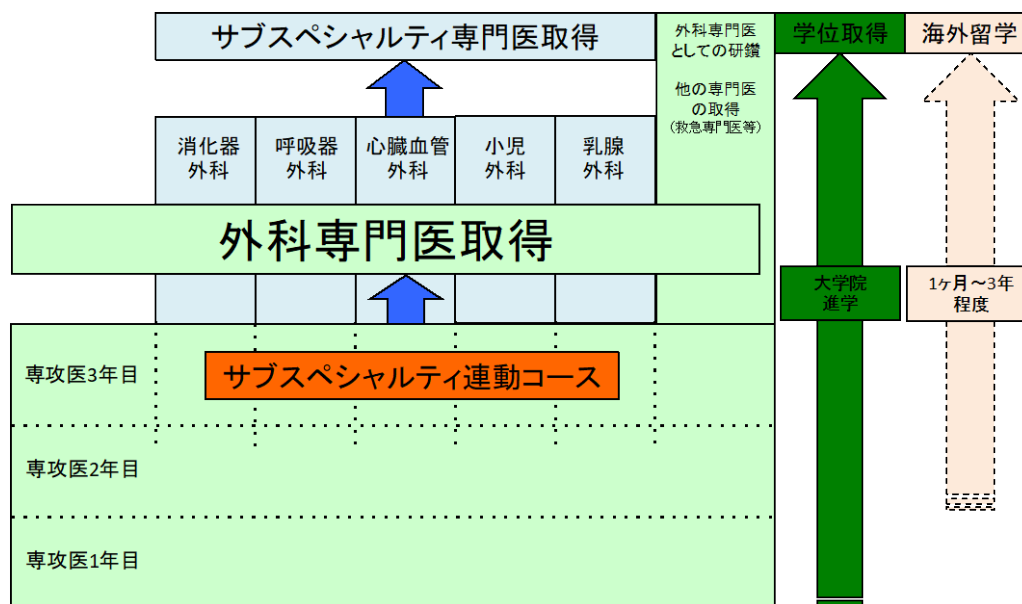 サブスペシャルティ専門医取得
外科専門医
としての研鑽
他の専門医
の取得
(救急専門医等)
学位取得
海外留学
消化器
外科
呼吸器
外科
心臓血管
外科
小児
外科
乳腺
外科
外科専門医取得
大学院
進学
1ヶ月～3年
程度
専攻医3年目
サブスペシャルティ連動コース
専攻医2年目
専攻医1年目